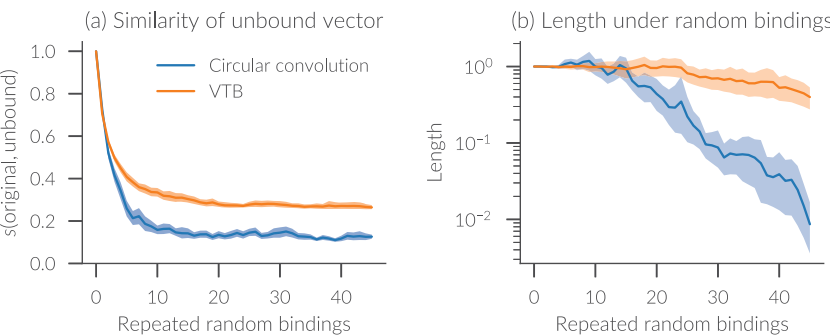 (a) Similarity of unbound vector
s(original, unbound)
1.0
0.8
0.6
0.4
0.2
0.0
Circular convolution
VTB
0 10 20 30 40
Repeated random bindings
(b) Length under random bindings
Length
10⁰
10⁻¹
10⁻²
0 10 20 30 40
Repeated random bindings